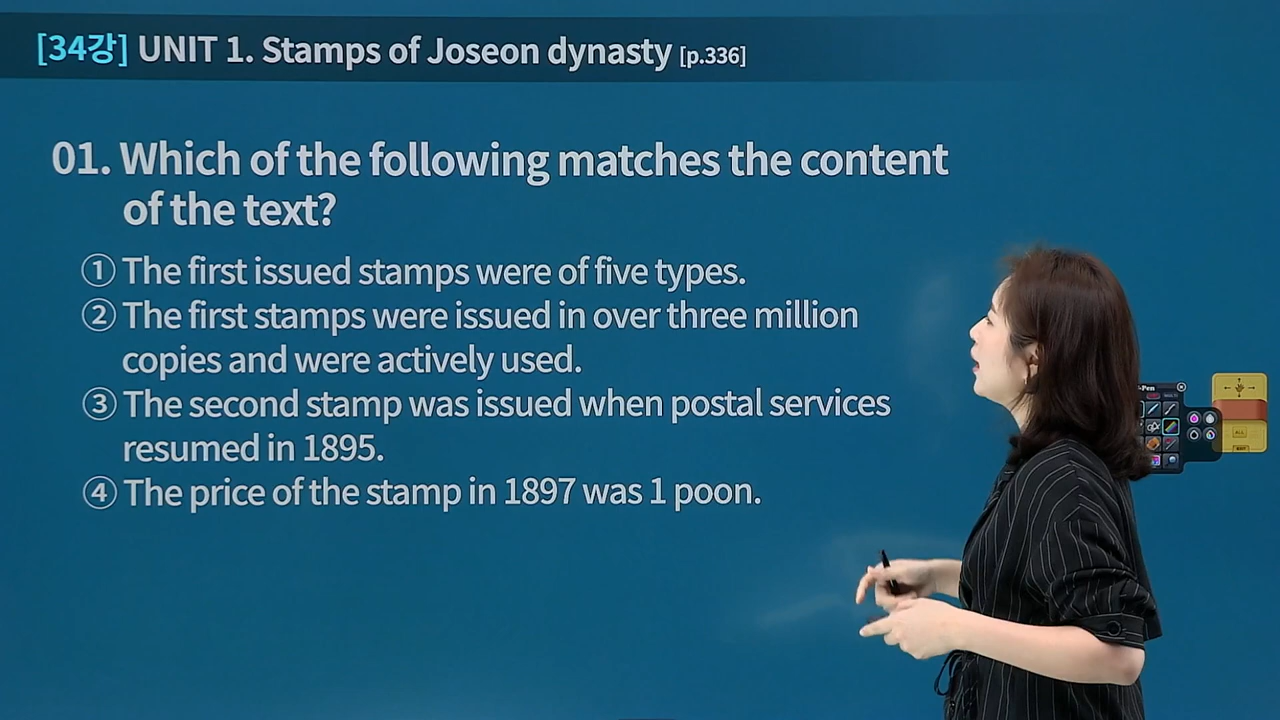 [34강] UNIT 1. Stamps of Joseon dynasty [p.336]
01. Which of the following matches the content
of the text?
① The first issued stamps were of five types.
② The first stamps were issued in over three million
copies and were actively used.
③ The second stamp was issued when postal services
resumed in 1895.
④ The price of the stamp in 1897 was 1 poon.